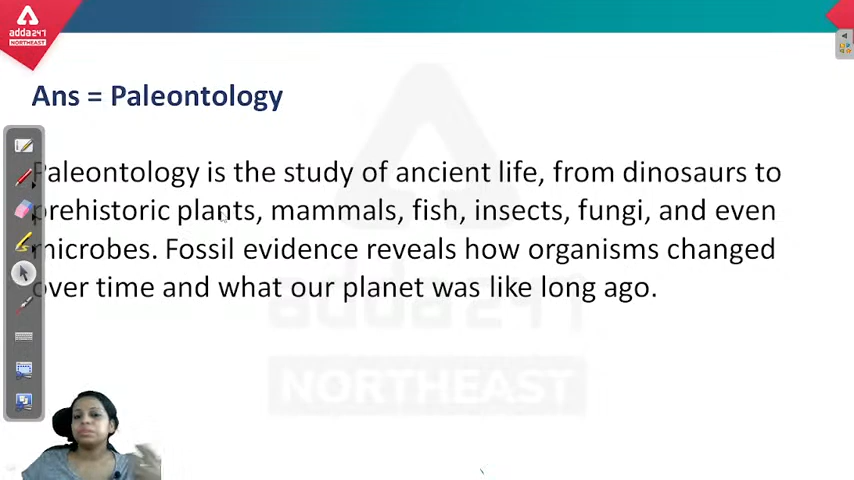 adda247
NORTHEAST
Ans = Paleontology
Paleontology is the study of ancient life, from dinosaurs to
prehistoric plants, mammals, fish, insects, fungi, and even
microbes. Fossil evidence reveals how organisms changed
over time and what our planet was like long ago.
adda247
NORTHEAST